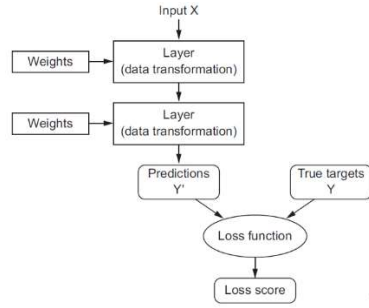 Input X
Layer
(data transformation)
Weights
Layer
(data transformation)
Weights
Predictions
Y'
True targets
Y
Loss function
Loss score